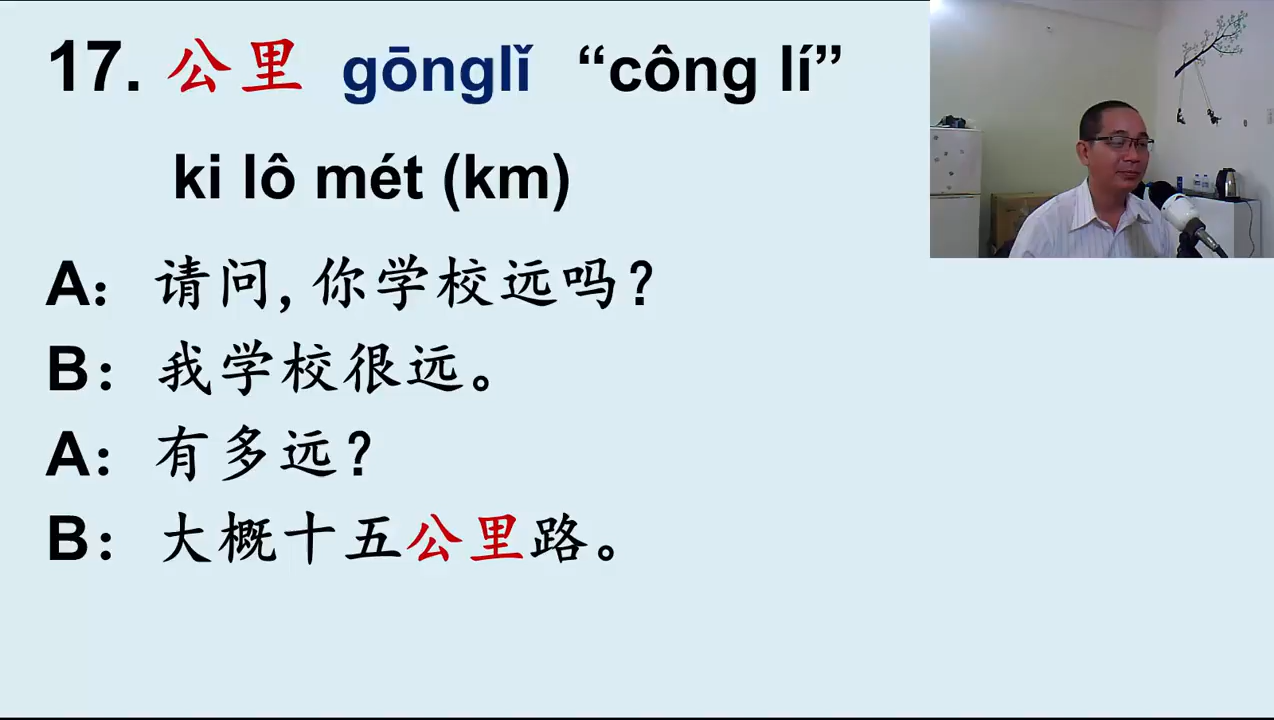 17. 公里 gōnglǐ “công lí”
ki lô mét (km)
A：请问, 你学校远吗?
B：我学校很远。
A：有多远?
B：大概十五公里路。